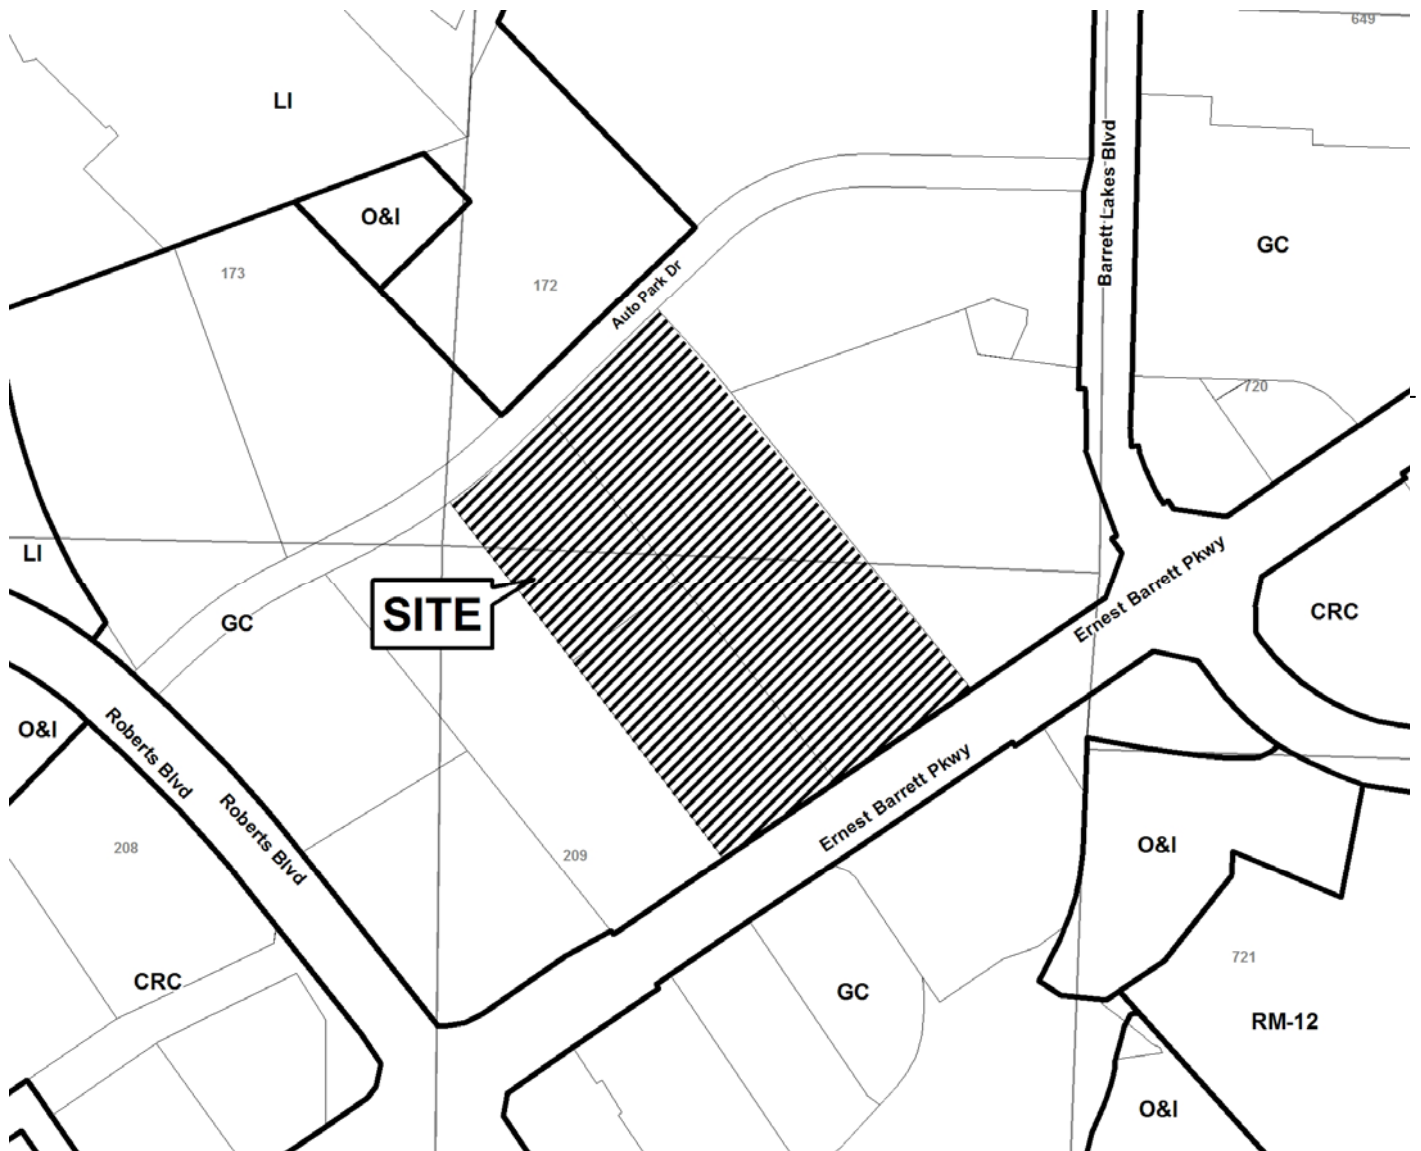 649
LI
Barrett Lakes Blvd
O&I
GC
173
172
Auto Park Dr
720
LI
Ernest Barrett Pkwy
SITE
GC
CRC
O&I
Roberts Blvd
Roberts Blvd
Ernest Barrett Pkwy
208
209
O&I
721
CRC
GC
RM-12
O&I